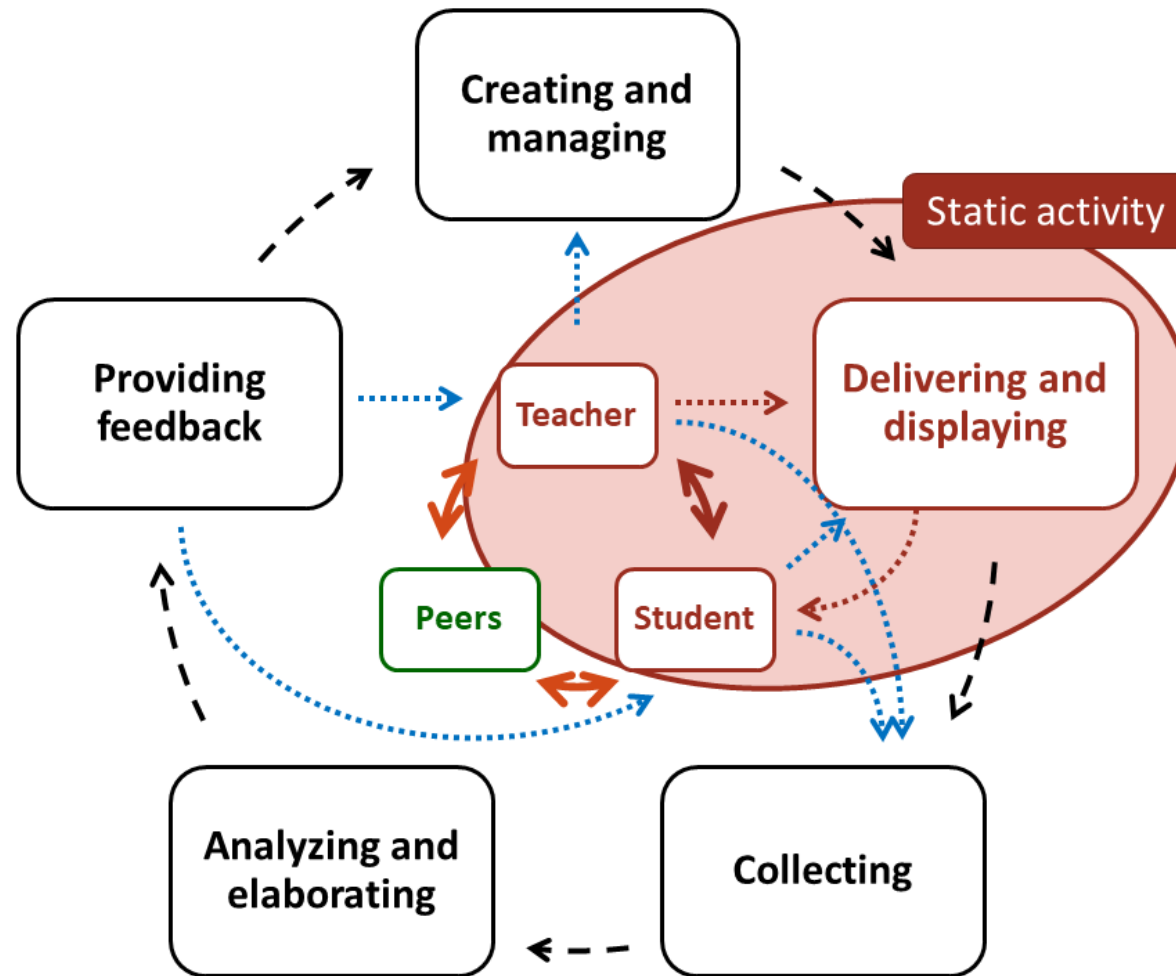 Creating and
managing
Static activity
Providing
feedback
Teacher
Delivering and
displaying
Peers
Student
Analyzing and
elaborating
Collecting